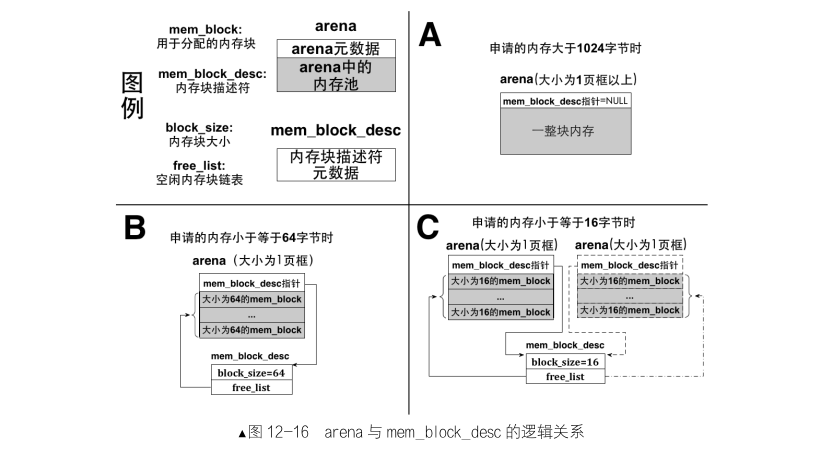 图
例
mem_block:
用于分配的内存块
mem_block_desc:
内存块描述符
block_size:
内存块大小
free_list:
空闲内存块链表
arena
arena元数据
arena中的
内存池
mem_block_desc
内存块描述符
元数据
A
申请的内存大于1024字节时
arena(大小为1页框以上)
mem_block_desc指针=NULL
一整块内存
B
申请的内存小于等于64字节时
arena（大小为1页框）
mem_block_desc指针
大小为64的mem_block
...
大小为64的mem_block
mem_block_desc
block_size=64
free_list
C
申请的内存小于等于16字节时
arena(大小为1页框)
mem_block_desc指针
大小为16的mem_block
...
大小为16的mem_block
arena(大小为1页框)
mem_block_desc指针
大小为16的mem_block
...
大小为16的mem_block
mem_block_desc
block_size=16
free_list
▲图 12-16 arena 与 mem_block_desc 的逻辑关系